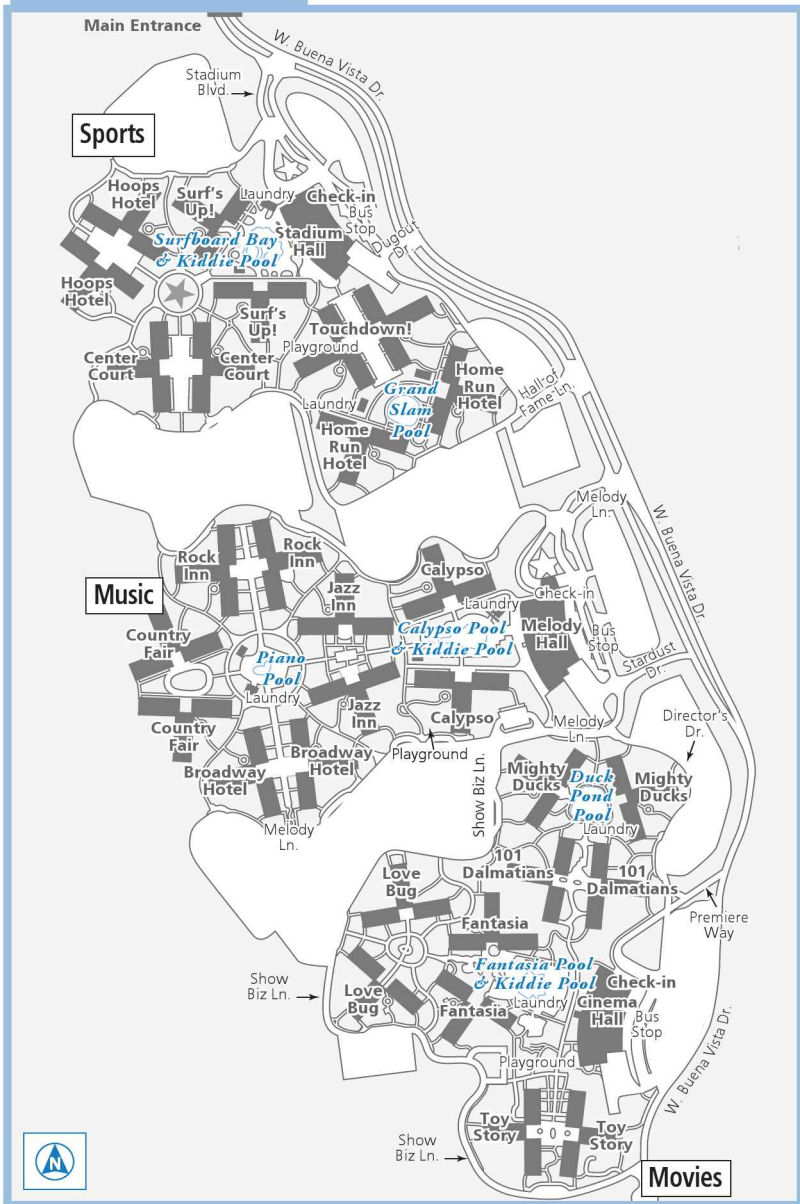 Main Entrance
W. Buena Vista Dr.
Stadium
Blvd.
Sports
Hoops
Hotel
Surf's
Up!
Laundry
Check-in
Bus
Stop
Stadium
Hall
Dugout
Dr.
Surfboard Bay
& Kiddie Pool
Hoops
Hotel
Surf's
Up!
Touchdown!
Playground
Center
Court
Center
Court
Home
Run
Hotel
Grand
Slam
Pool
Hall of
Fame Ln.
Laundry
Home
Run
Hotel
Melody
Ln.
W. Buena Vista Dr.
Rock
Inn
Rock
Inn
Calypso
Music
Jazz
Inn
Laundry
Check-in
Melody
Hall
Bus
Stop
Calypso Pool
& Kiddie Pool
Country
Fair
Piano
Pool
Laundry
Stardust
Dr.
Jazz
Inn
Calypso
Country
Fair
Melody
Ln.
Director's
Dr.
Playground
Broadway
Hotel
Broadway
Hotel
Show Biz Ln.
Mighty
Ducks
Duck
Pond
Pool
Mighty
Ducks
Laundry
Melody
Ln.
101
Dalmatians
101
Dalmatians
Love
Bug
Premiere
Way
Fantasia
Fantasia Pool
& Kiddie Pool
Check-in
Show
Biz Ln.
Love
Bug
Fantasia
Laundry
Cinema
Hall
Bus
Stop
W. Buena Vista Dr.
Playground
Toy
Story
Toy
Story
Show
Biz Ln.
N
Movies